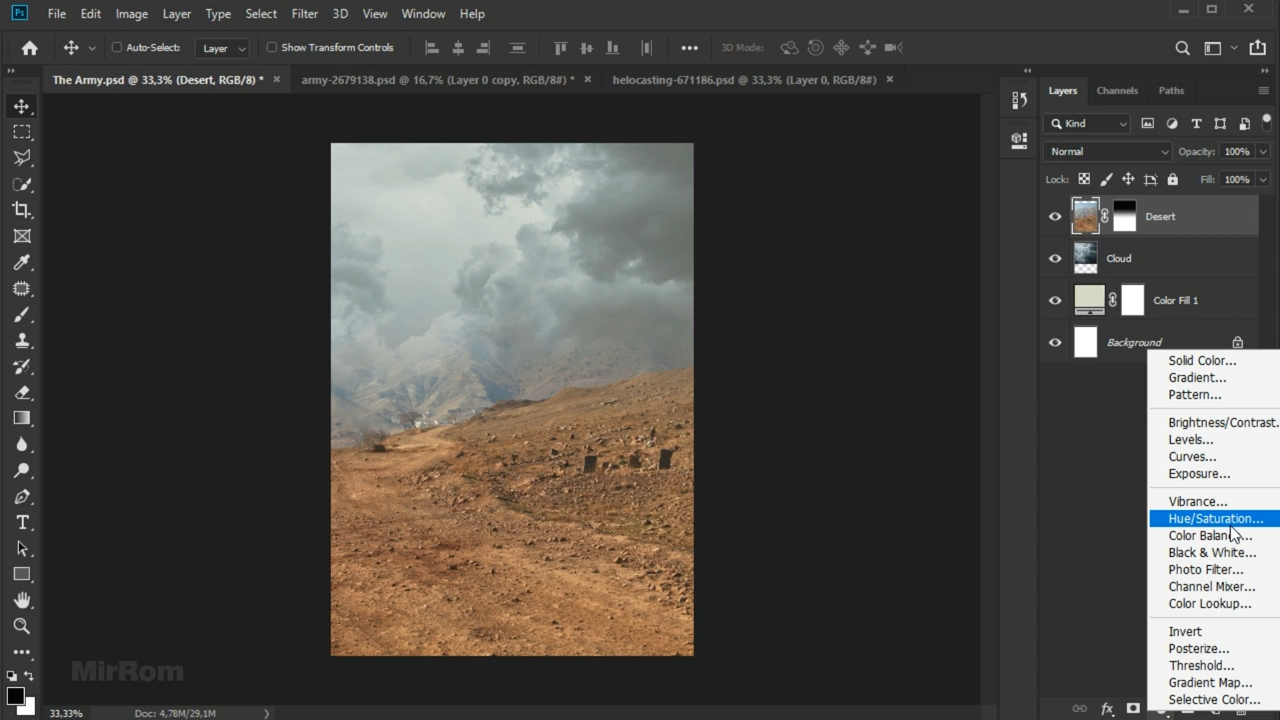 Ps File Edit Image Layer Type Select Filter 3D View Window Help
Auto-Select: Layer Show Transform Controls 3D Mode:
The Army.psd @ 33,3% (Desert, RGB/8) * army-2679138.psd @ 16,7% (Layer 0 copy, RGB/8#) * helocasting-671186.psd @ 33,3% (Layer 0, RGB/8#)
Layers Channels Paths
Kind
Normal Opacity: 100%
Lock: Fill: 100%
Desert
Cloud
Color Fill 1
Background
Solid Color...
Gradient...
Pattern...
Brightness/Contrast.
Levels...
Curves...
Exposure...
Vibrance...
Hue/Saturation...
Color Balan...
Black & White...
Photo Filter...
Channel Mixer...
Color Lookup...
Invert
Posterize...
Threshold...
Gradient Map...
Selective Color...
MirRom
33,33% Doc: 4,78M/29,1M
fx